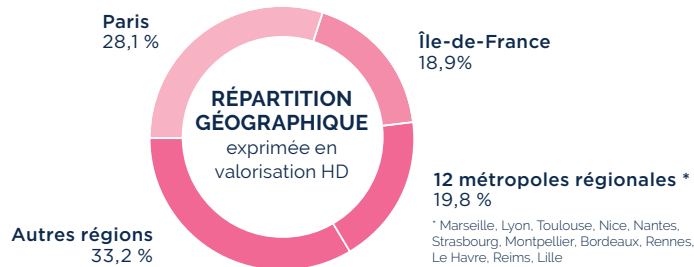 Paris
28,1 %
Île-de-France
18,9%
RÉPARTITION
GÉOGRAPHIQUE
exprimée en
valorisation HD
12 métropoles régionales *
19,8 %
* Marseille, Lyon, Toulouse, Nice, Nantes,
Strasbourg, Montpellier, Bordeaux, Rennes,
Le Havre, Reims, Lille
Autres régions
33,2 %